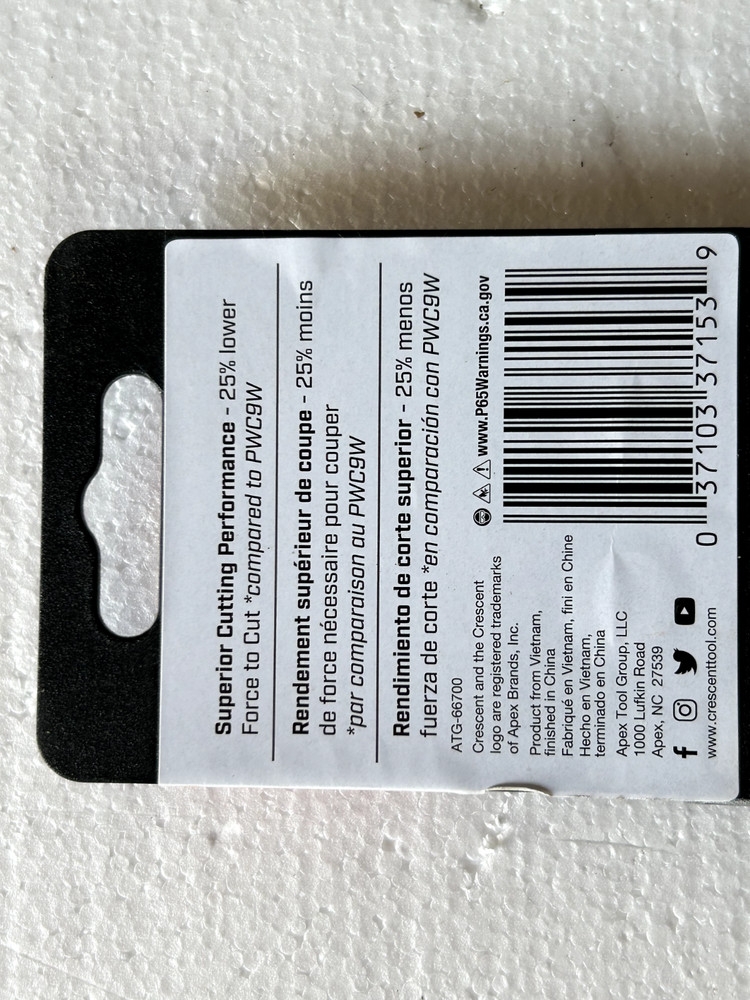 Superior Cutting Performance - 25% lower
Force to Cut *compared to PWC9W
Rendement supérieur de coupe - 25% moins
de force nécessaire pour couper
*par comparaison au PWC9W
Rendimiento de corte superior - 25% menos
fuerza de corte *en comparación con PWC9W
ATG-66700
Crescent and the Crescent
logo are registered trademarks
of Apex Brands, Inc.
Product from Vietnam,
finished in China
Fabriqué en Vietnam, fini en Chine
Hecho en Vietnam,
terminado en China
Apex Tool Group, LLC
1000 Lufkin Road
Apex, NC 27539
www.crescenttool.com
www.P65Warnings.ca.gov
0 37103 37153 9